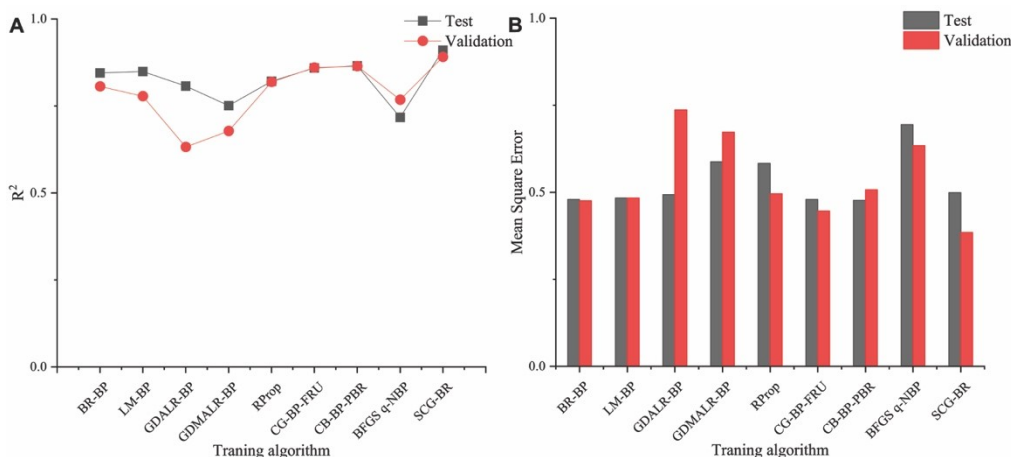 A
Test
Validation
1.0
0.5
0.0
R²
BR-BP
LM-BP
GDALR-BP
GDMALR-BP
RProp
CG-BP-FRU
CB-BP-PBR
BFGS q-NBP
SCG-BR
Traning algorithm
B
Test
Validation
1.0
0.5
0.0
Mean Square Error
BR-BP
LM-BP
GDALR-BP
GDMALR-BP
RProp
CG-BP-FRU
CB-BP-PBR
BFGS q-NBP
SCG-BR
Traning algorithm